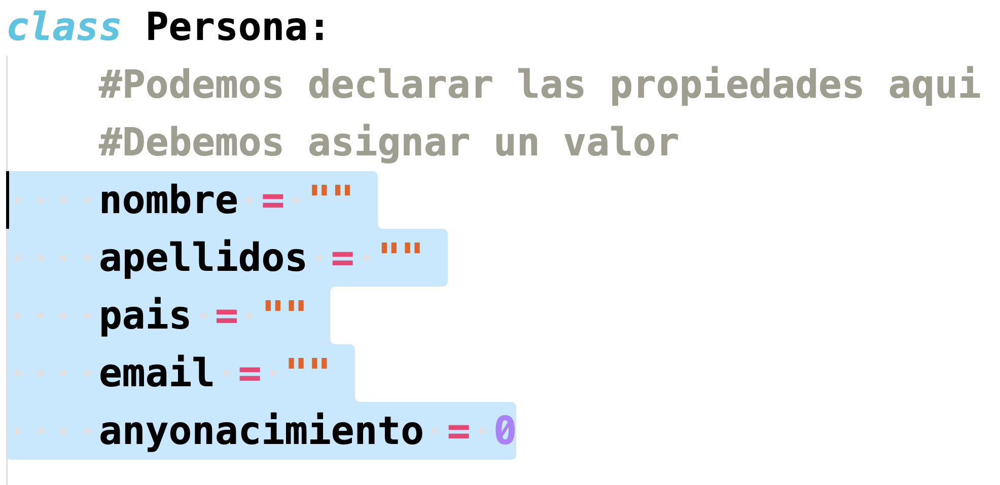 class Persona:
    #Podemos declarar las propiedades aqui
    #Debemos asignar un valor
    nombre = ""
    apellidos = ""
    pais = ""
    email = ""
    anyonacimiento = 0